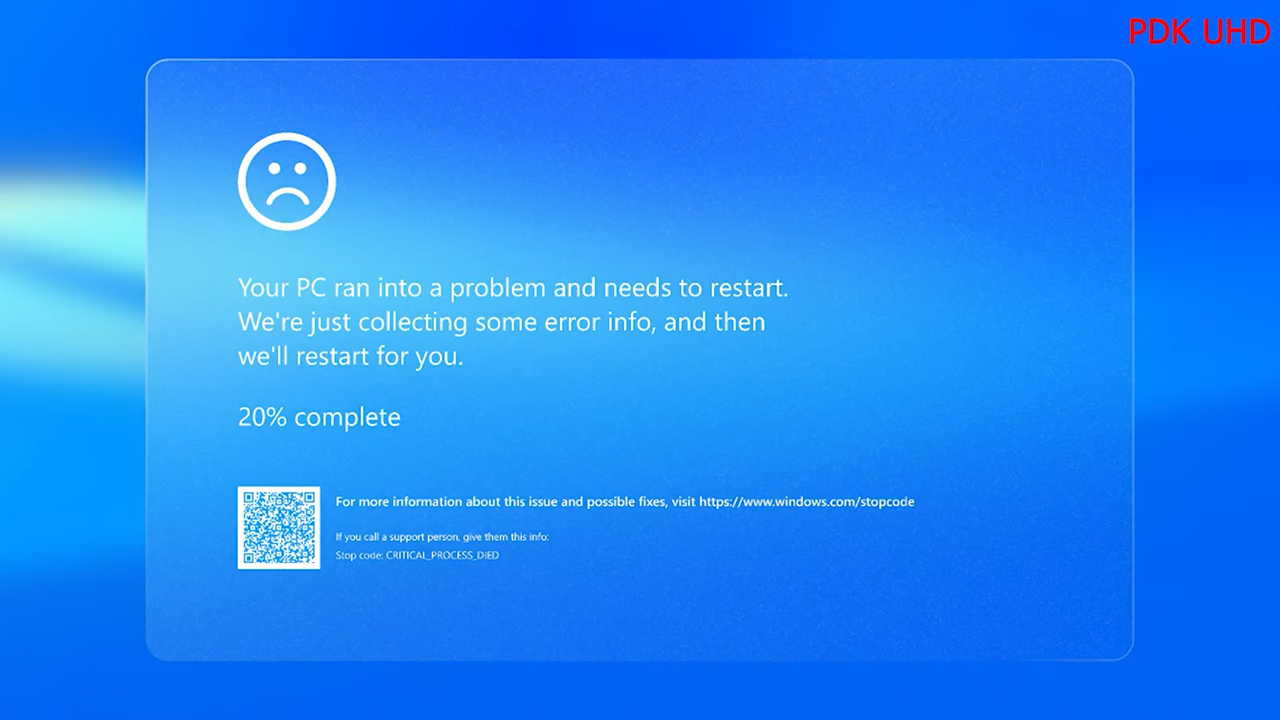 PDK UHD
Your PC ran into a problem and needs to restart.
We're just collecting some error info, and then
we'll restart for you.
20% complete
For more information about this issue and possible fixes, visit https://www.windows.com/stopcode
If you call a support person, give them this info:
Stop code: CRITICAL_PROCESS_DIED